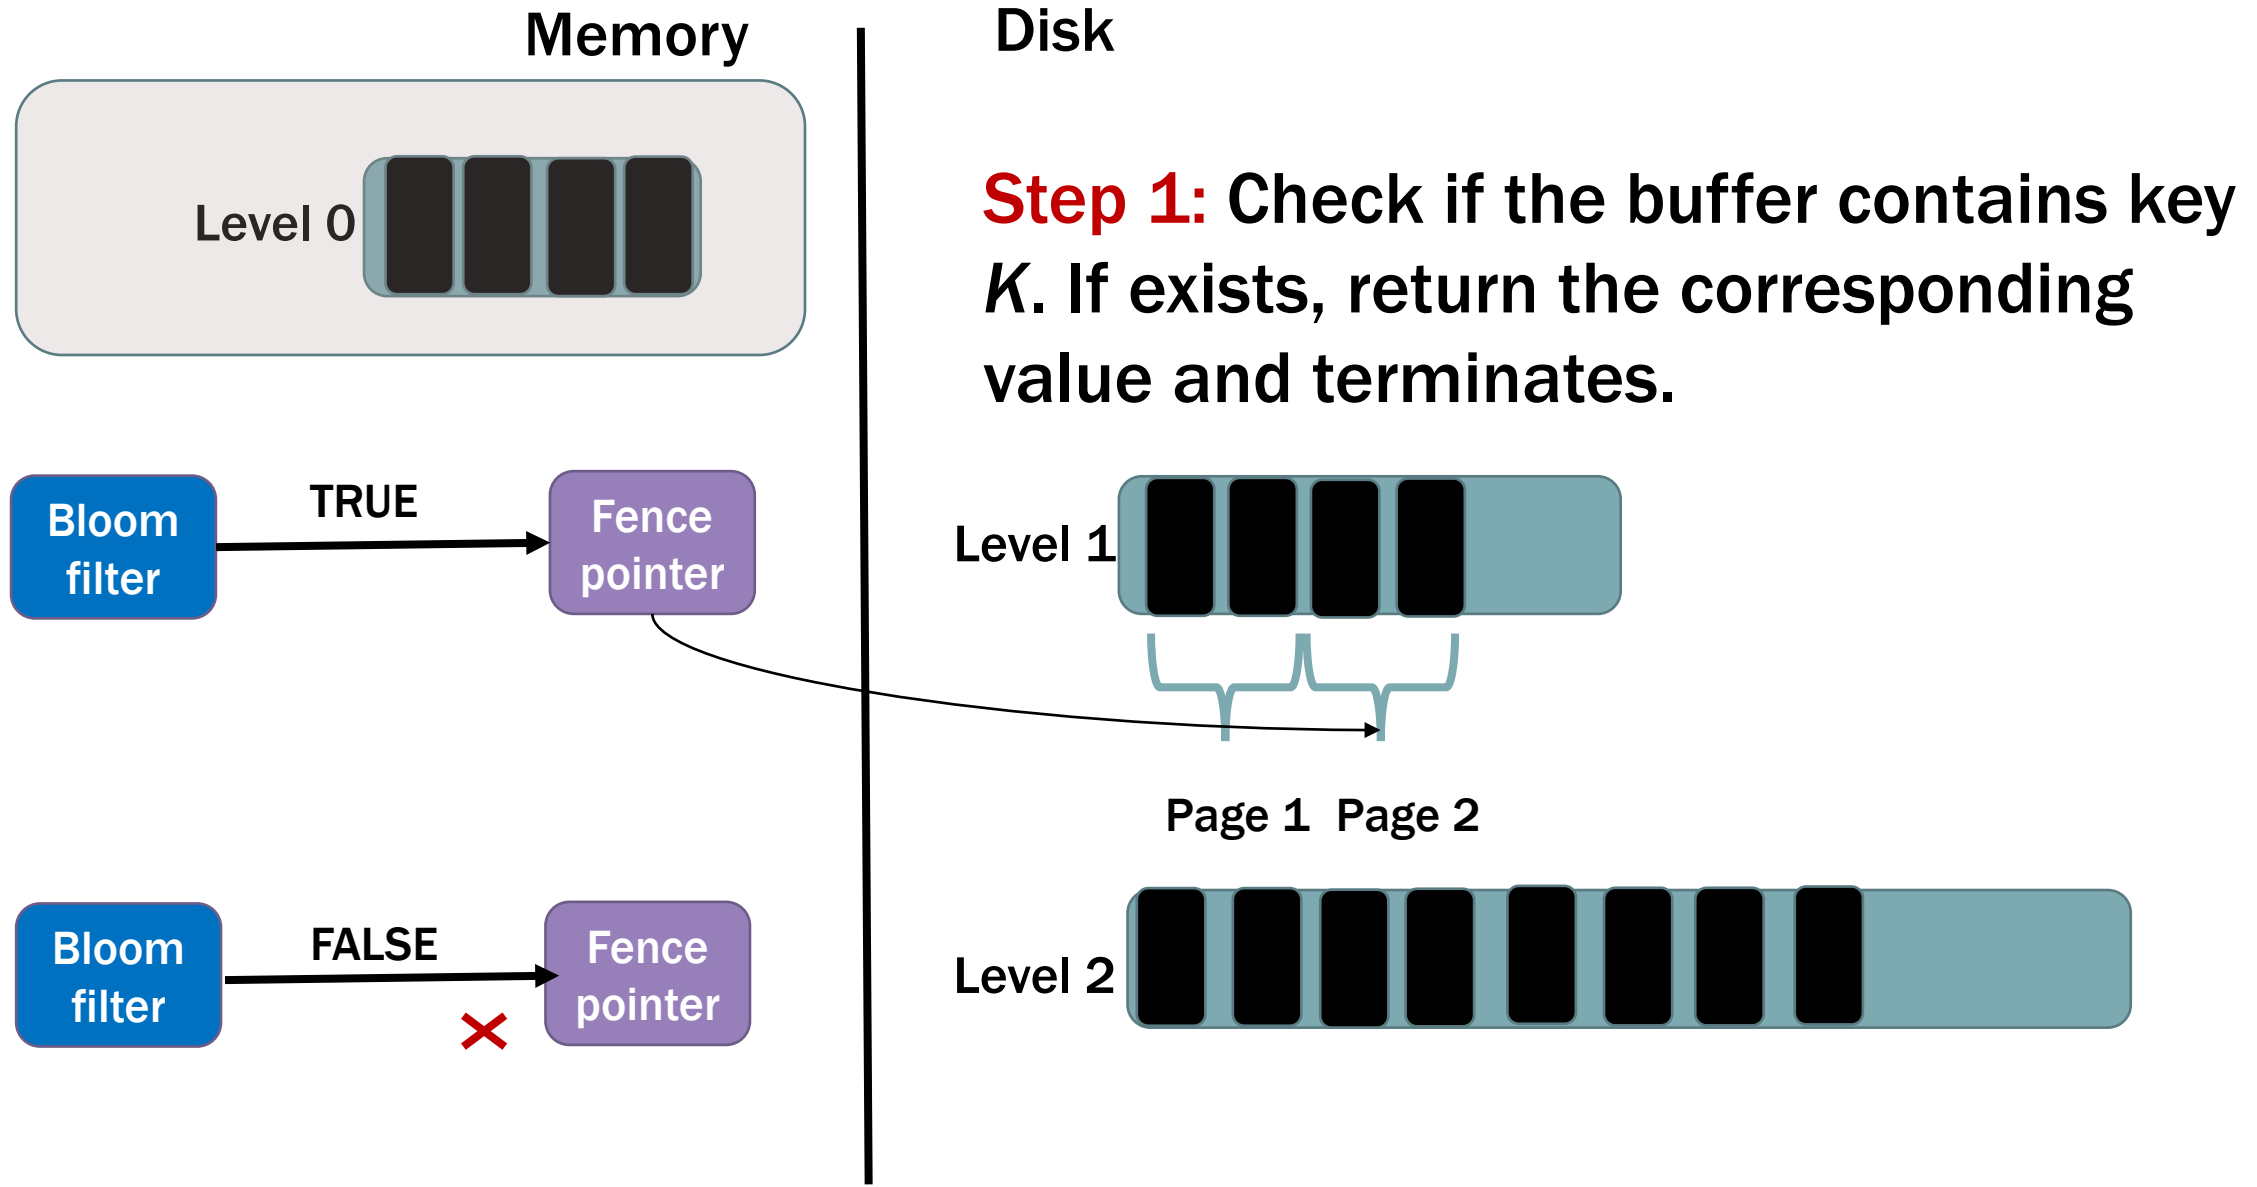 Memory
Disk
Level 0
Step 1: Check if the buffer contains key
K. If exists, return the corresponding
value and terminates.
Bloom
filter
TRUE
Fence
pointer
Level 1
Page 1
Page 2
Bloom
filter
FALSE
Fence
pointer
Level 2